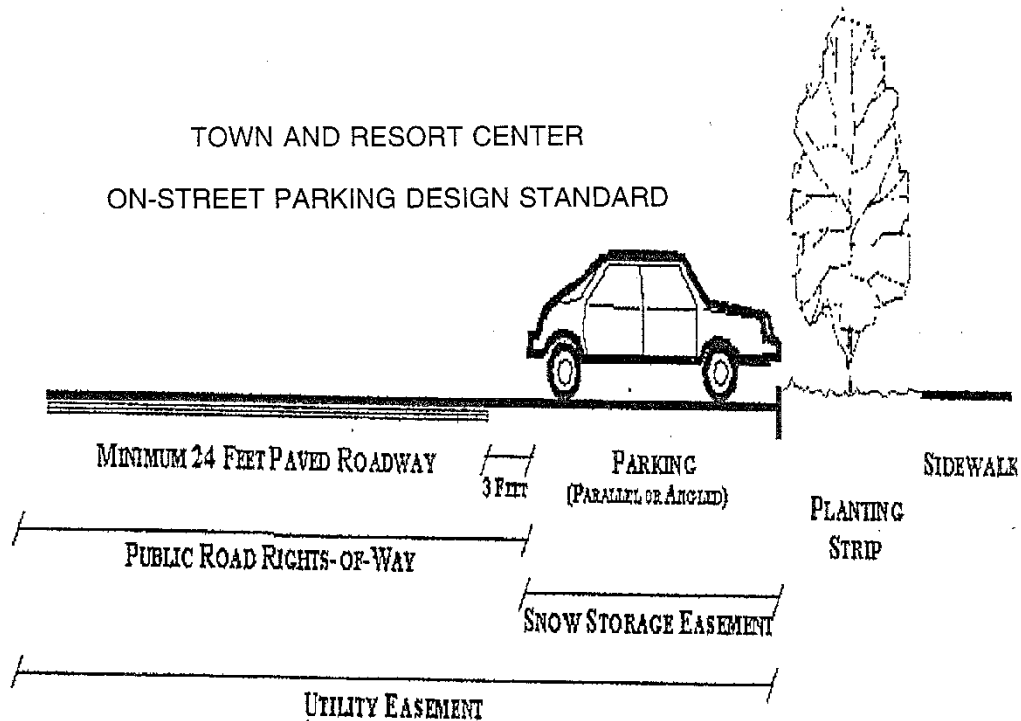 TOWN AND RESORT CENTER
ON-STREET PARKING DESIGN STANDARD
MINIMUM 24 FEET PAVED ROADWAY
3 FEET
PARKING
(PARALLEL OR ANGLED)
SIDEWALK
PLANTING
STRIP
PUBLIC ROAD RIGHTS-OF-WAY
SNOW STORAGE EASEMENT
UTILITY EASEMENT